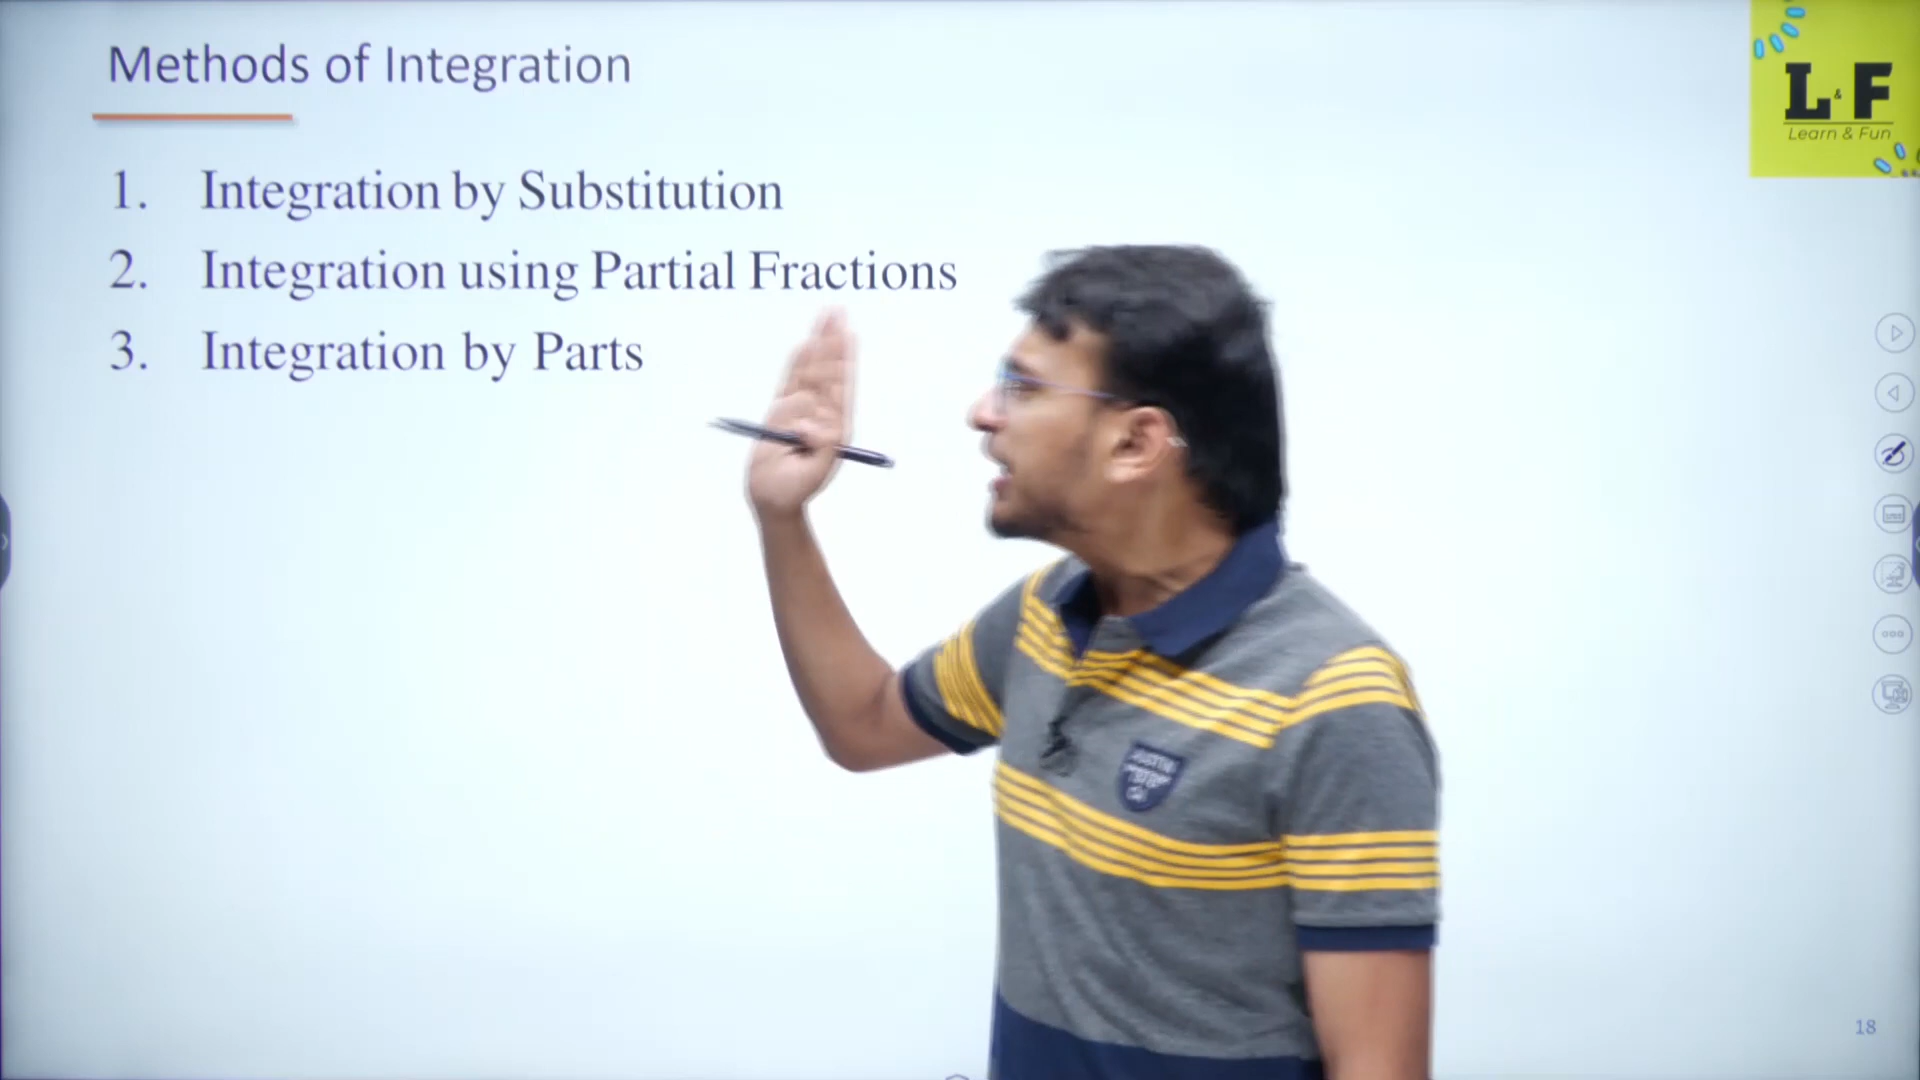 Methods of Integration
L & F
Learn & Fun
1. Integration by Substitution
2. Integration using Partial Fractions
3. Integration by Parts
18